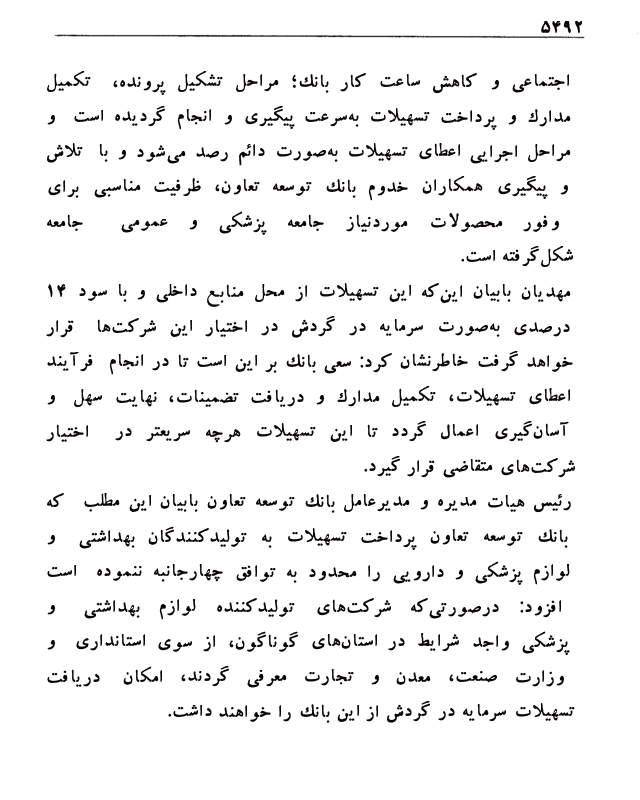 ۵۴۹۲
اجتماعی و کاهش ساعت کار بانك؛ مراحل تشکیل پرونده، تکمیل
مدارك و پرداخت تسهیلات به‌سرعت پیگیری و انجام گردیده است و
مراحل اجرایی اعطای تسهیلات به‌صورت دائم رصد می‌شود و با تلاش
و پیگیری همکاران خدوم بانك توسعه تعاون، ظرفیت مناسبی برای
وفور محصولات موردنیاز جامعه پزشکی و عمومی جامعه
شکل‌گرفته است.
مهدیان بابیان این‌که این تسهیلات از محل منابع داخلی و با سود ۱۴
درصدی به‌صورت سرمایه در گردش در اختیار این شرکت‌ها قرار
خواهد گرفت خاطرنشان کرد: سعی بانك بر این است تا در انجام فرآیند
اعطای تسهیلات، تکمیل مدارك و دریافت تضمینات، نهایت سهل و
آسان‌گیری اعمال گردد تا این تسهیلات هرچه سریعتر در اختیار
شرکت‌های متقاضی قرار گیرد.
رئیس هیات مدیره و مدیرعامل بانك توسعه تعاون بابیان این مطلب که
بانك توسعه تعاون پرداخت تسهیلات به تولیدکنندگان بهداشتی و
لوازم پزشکی و دارویی را محدود به توافق چهارجانبه ننموده است
افزود: درصورتی‌که شرکت‌های تولیدکننده لوازم بهداشتی و
پزشکی واجد شرایط در استان‌های گوناگون، از سوی استانداری و
وزارت صنعت، معدن و تجارت معرفی گردند، امکان دریافت
تسهیلات سرمایه در گردش از این بانك را خواهند داشت.